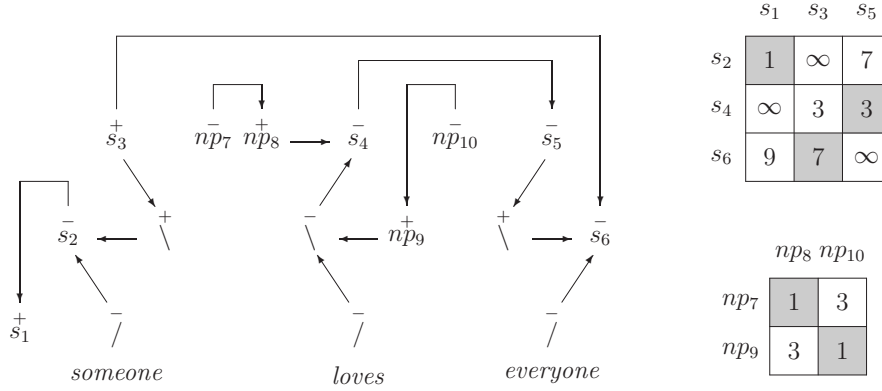 + − + − − −
s₃ np₇ np₈ s₄ np₁₀ s₅
− + − + + −
s₂ \ \ np₉ \ s₆
+ − − −
s₁ / / /
someone loves everyone
s₁ s₃ s₅
s₂ 1 ∞ 7
s₄ ∞ 3 3
s₆ 9 7 ∞
np₈ np₁₀
np₇ 1 3
np₉ 3 1